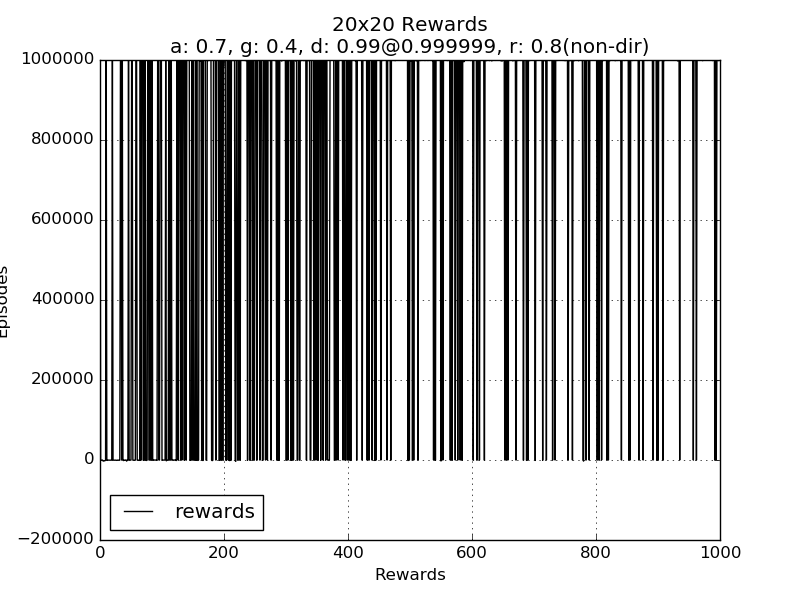 20x20 Rewards
a: 0.7, g: 0.4, d: 0.99@0.999999, r: 0.8(non-dir)
1000000
800000
600000
400000
200000
0
−200000
Episodes
rewards
0 200 400 600 800 1000
Rewards